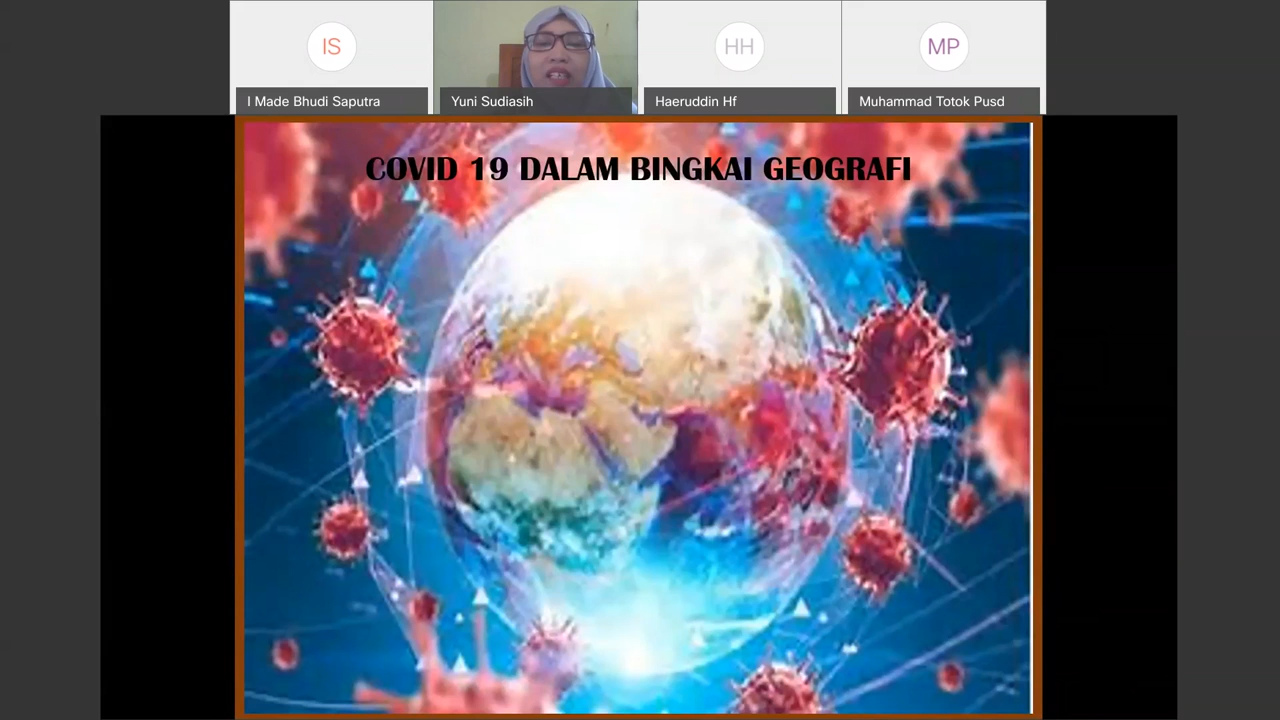 IS
I Made Bhudi Saputra
Yuni Sudiasih
HH
Haeruddin Hf
MP
Muhammad Totok Pusd
COVID 19 DALAM BINGKAI GEOGRAFI